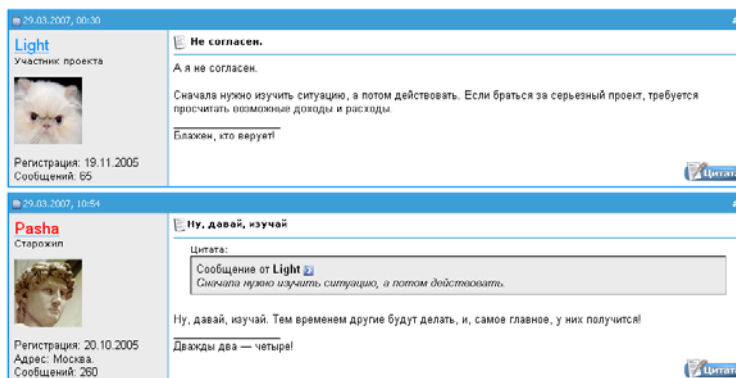 29.03.2007, 00:30
Light
Участник проекта
Регистрация: 19.11.2005
Сообщений: 65
Не согласен.
А я не согласен.
Сначала нужно изучить ситуацию, а потом действовать. Если браться за серьезный проект, требуется
просчитать возможные доходы и расходы.
Блажен, кто верует!
Цитата
29.03.2007, 10:54
Pasha
Старожил
Регистрация: 20.10.2005
Адрес: Москва.
Сообщений: 260
Ну, давай, изучай
Цитата:
Сообщение от Light
Сначала нужно изучить ситуацию, а потом действовать.
Ну, давай, изучай. Тем временем другие будут делать, и, самое главное, у них получится!
Дважды два — четыре!
Цитата